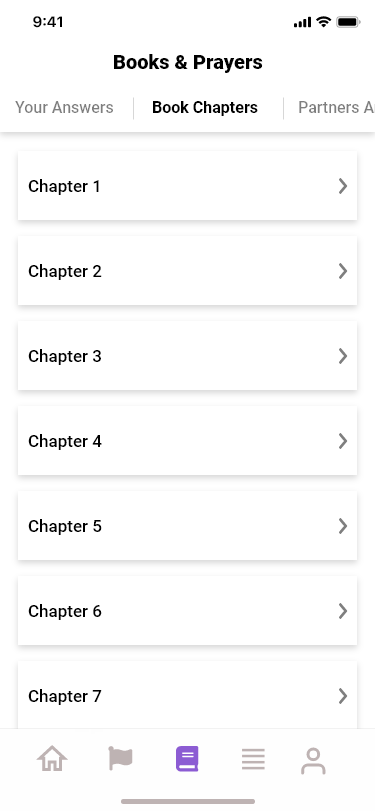 9:41
Books & Prayers
Your Answers Book Chapters Partners A
Chapter 1
Chapter 2
Chapter 3
Chapter 4
Chapter 5
Chapter 6
Chapter 7